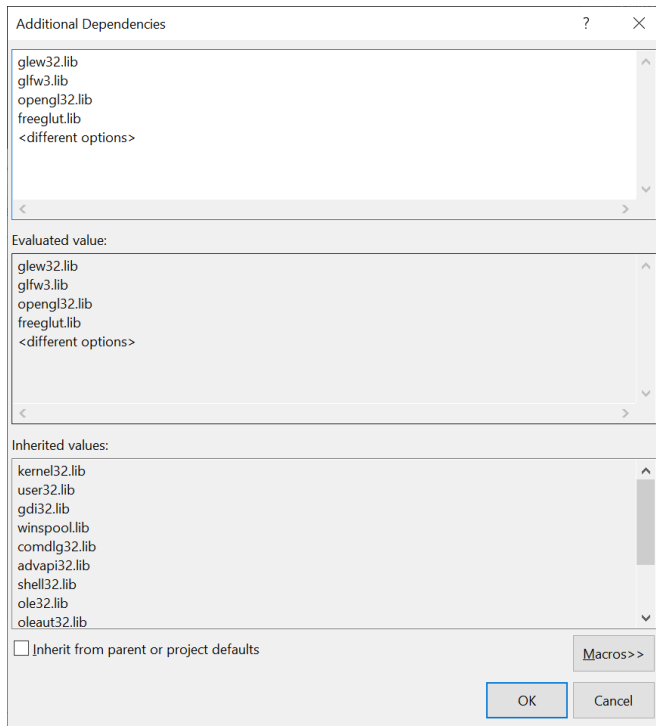 Additional Dependencies
?
glew32.lib
glfw3.lib
opengl32.lib
freeglut.lib
<different options>
Evaluated value:
glew32.lib
glfw3.lib
opengl32.lib
freeglut.lib
<different options>
Inherited values:
kernel32.lib
user32.lib
gdi32.lib
winspool.lib
comdlg32.lib
advapi32.lib
shell32.lib
ole32.lib
oleaut32.lib
Inherit from parent or project defaults
Macros>>
OK
Cancel